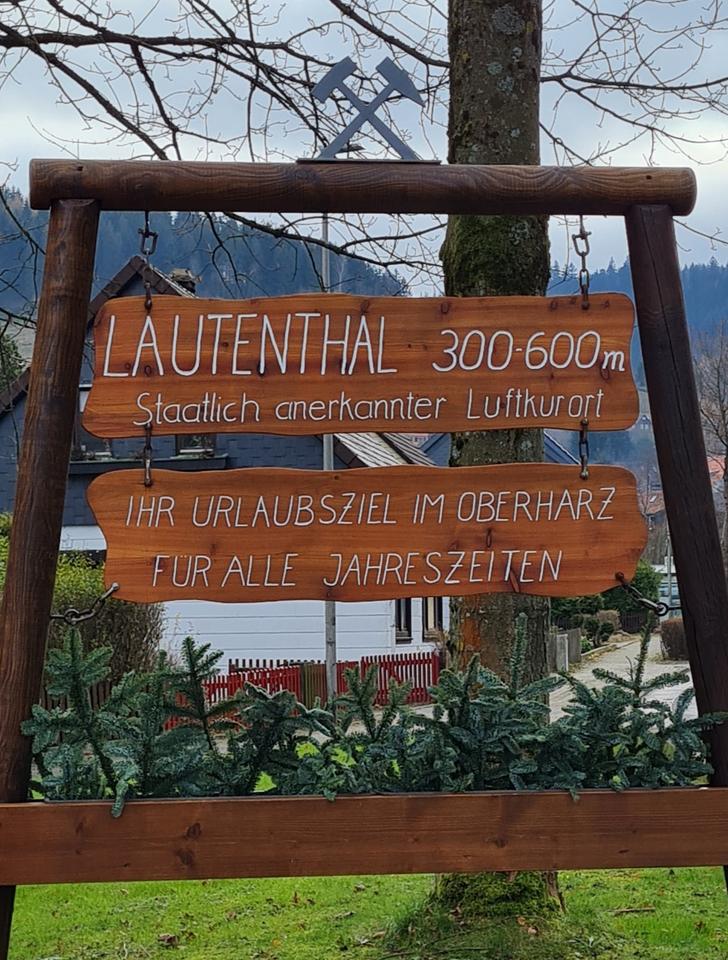 LAUTENTHAL 300-600m
Staatlich anerkannter Luftkurort
IHR URLAUBSZIEL IM OBERHARZ
FÜR ALLE JAHRESZEITEN